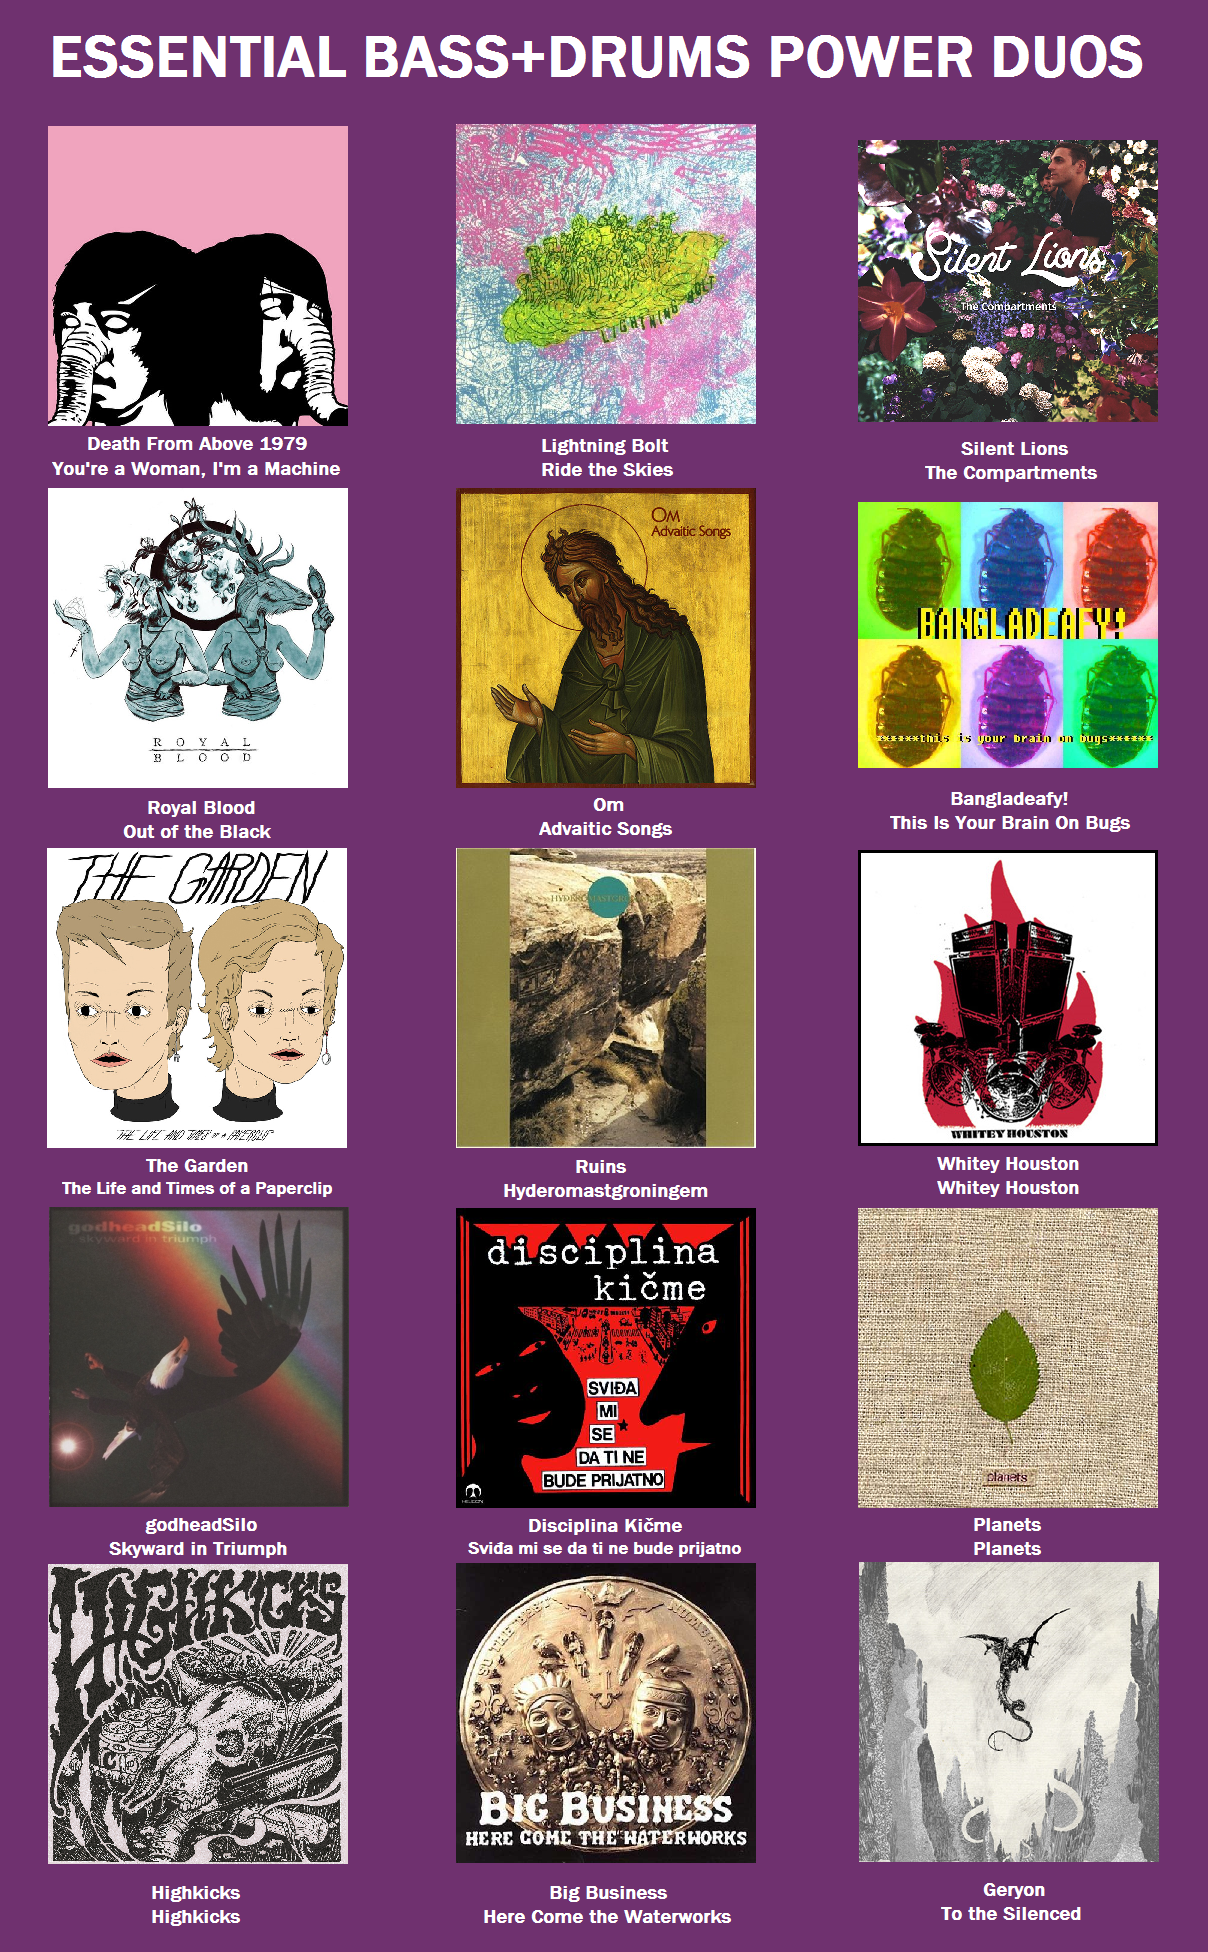 ESSENTIAL BASS+DRUMS POWER DUOS
LIGHTNING BOLT
Silent Lions
The Compartments
Death From Above 1979
You're a Woman, I'm a Machine
Lightning Bolt
Ride the Skies
Silent Lions
The Compartments
ROYAL
BLOOD
OM
Advaitic Songs
BANGLADEAFY!
******this is your brain on bugs******
Royal Blood
Out of the Black
Om
Advaitic Songs
Bangladeafy!
This Is Your Brain On Bugs
THE GARDEN
THE LIFE AND TIMES OF A PAPERCLIP
WHITEY HOUSTON
The Garden
The Life and Times of a Paperclip
Ruins
Hyderomastgroningem
Whitey Houston
Whitey Houston
godheadSilo
skyward in triumph
disciplina
kičme
SVIĐA
MI
SE
DA TI NE
BUDE PRIJATNO
HELIDON
planets
godheadSilo
Skyward in Triumph
Disciplina Kičme
Sviđa mi se da ti ne bude prijatno
Planets
Planets
HIGHKICKS
BIG BUSINESS
HERE COME THE WATERWORKS
Highkicks
Highkicks
Big Business
Here Come the Waterworks
Geryon
To the Silenced